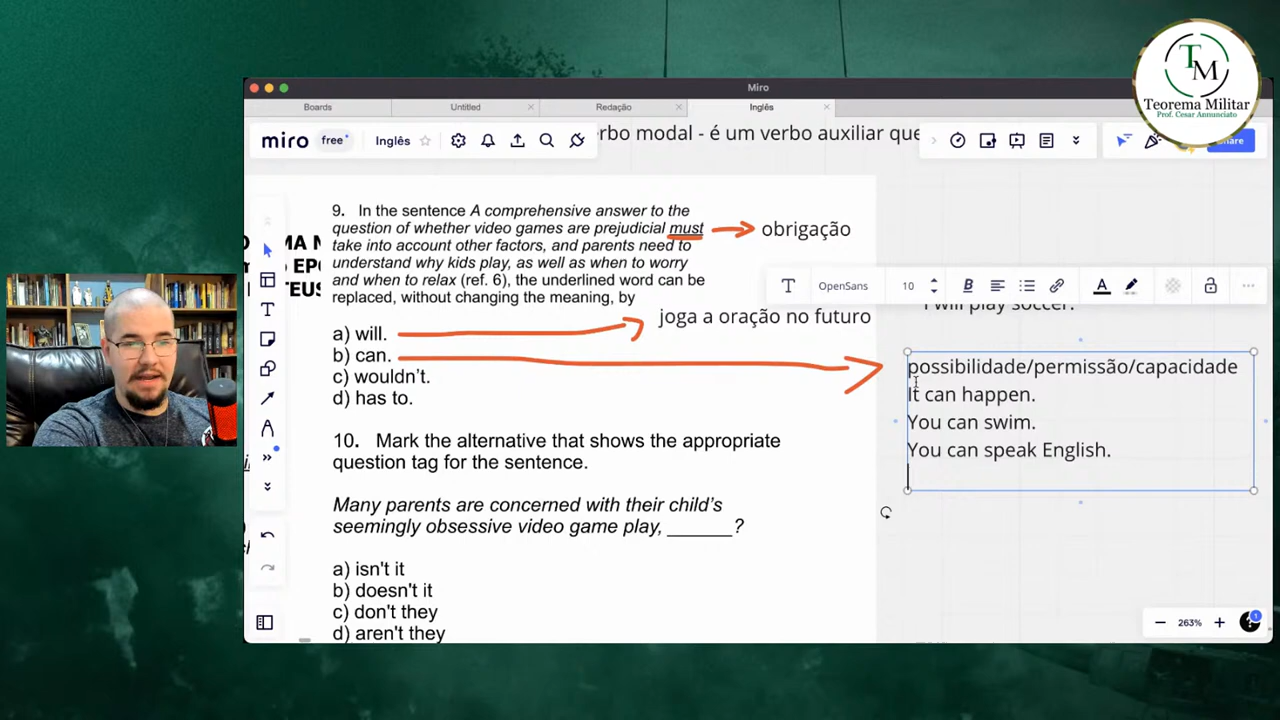 TM
Teorema Militar
Prof. Cesar Annunciato
Miro
Boards
Untitled
Redação
Inglês
miro
free
Inglês
erbo modal - é um verbo auxiliar que
Share
9. In the sentence A comprehensive answer to the
question of whether video games are prejudicial must
take into account other factors, and parents need to
understand why kids play, as well as when to worry
and when to relax (ref. 6), the underlined word can be
replaced, without changing the meaning, by
obrigação
a) will.
b) can.
c) wouldn't.
d) has to.
joga a oração no futuro
OpenSans
10
I will play soccer.
possibilidade/permissão/capacidade
It can happen.
You can swim.
You can speak English.
10. Mark the alternative that shows the appropriate
question tag for the sentence.
Many parents are concerned with their child's
seemingly obsessive video game play, ______?
a) isn't it
b) doesn't it
c) don't they
d) aren't they
263%